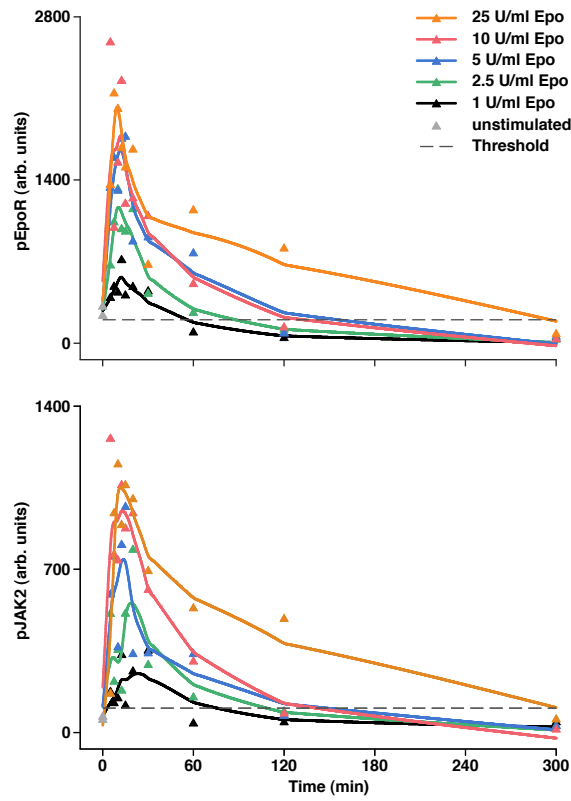 2800
1400
0
pEpoR (arb. units)
25 U/ml Epo
10 U/ml Epo
5 U/ml Epo
2.5 U/ml Epo
1 U/ml Epo
unstimulated
Threshold
1400
700
0
pJAK2 (arb. units)
0 60 120 180 240 300
Time (min)